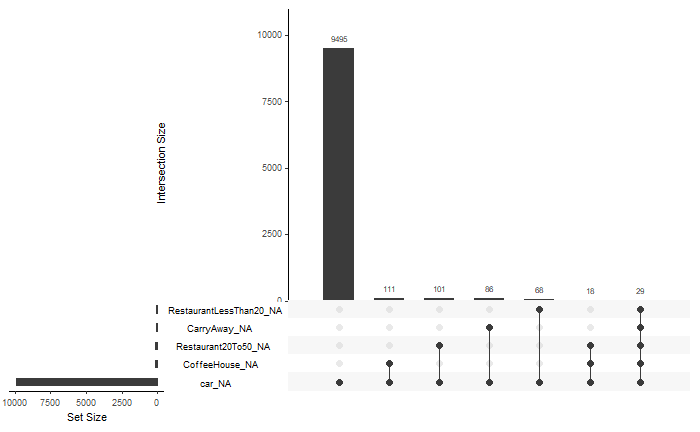 10000
7500
5000
2500
0
Intersection Size
9495
111
101
86
66
18
29
RestaurantLessThan20_NA
CarryAway_NA
Restaurant20To50_NA
CoffeeHouse_NA
car_NA
10000 7500 5000 2500 0
Set Size